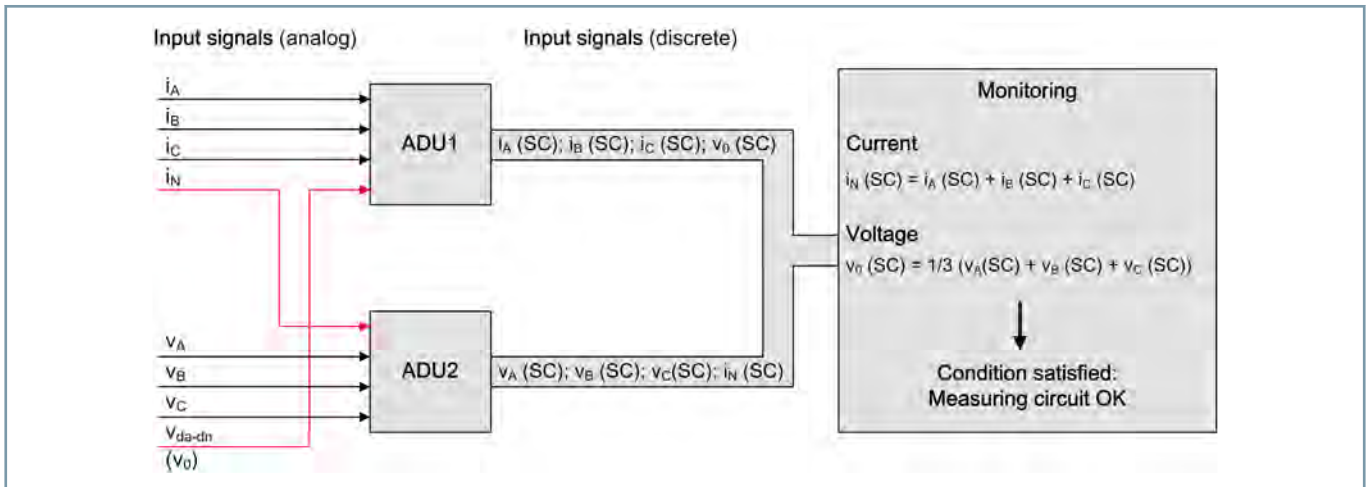 Input signals (analog)
Input signals (discrete)
iA
iB
iC
iN
ADU1
iA (SC); iB (SC); iC (SC); v0 (SC)
vA
vB
vC
vda-dn
(v0)
ADU2
vA (SC); vB (SC); vC(SC); iN (SC)
Monitoring
Current
iN (SC) = iA (SC) + iB (SC) + iC (SC)
Voltage
v0 (SC) = 1/3 (vA(SC) + vB (SC) + vC (SC))
Condition satisfied:
Measuring circuit OK